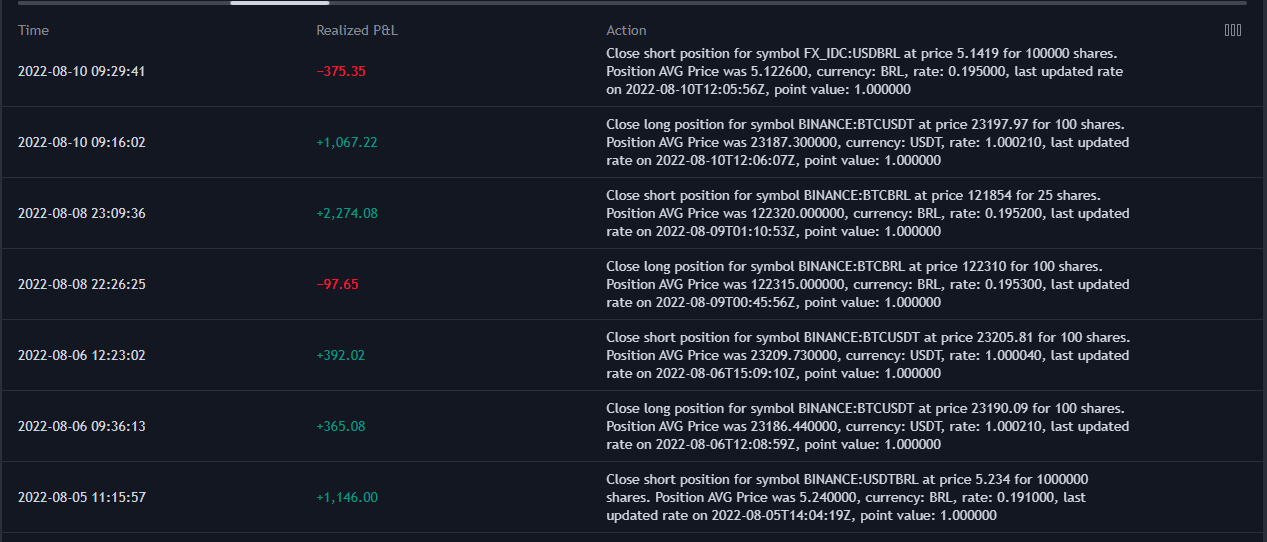 Time Realized P&L Action
2022-08-10 09:29:41 −375.35 Close short position for symbol FX_IDC:USDBRL at price 5.1419 for 100000 shares.
Position AVG Price was 5.122600, currency: BRL, rate: 0.195000, last updated rate
on 2022-08-10T12:05:56Z, point value: 1.000000
2022-08-10 09:16:02 +1,067.22 Close long position for symbol BINANCE:BTCUSDT at price 23197.97 for 100 shares.
Position AVG Price was 23187.300000, currency: USDT, rate: 1.000210, last updated
rate on 2022-08-10T12:06:07Z, point value: 1.000000
2022-08-08 23:09:36 +2,274.08 Close short position for symbol BINANCE:BTCBRL at price 121854 for 25 shares.
Position AVG Price was 122320.000000, currency: BRL, rate: 0.195200, last updated
rate on 2022-08-09T01:10:53Z, point value: 1.000000
2022-08-08 22:26:25 −97.65 Close long position for symbol BINANCE:BTCBRL at price 122310 for 100 shares.
Position AVG Price was 122315.000000, currency: BRL, rate: 0.195300, last updated
rate on 2022-08-09T00:45:56Z, point value: 1.000000
2022-08-06 12:23:02 +392.02 Close short position for symbol BINANCE:BTCUSDT at price 23205.81 for 100 shares.
Position AVG Price was 23209.730000, currency: USDT, rate: 1.000040, last updated
rate on 2022-08-06T15:09:10Z, point value: 1.000000
2022-08-06 09:36:13 +365.08 Close long position for symbol BINANCE:BTCUSDT at price 23190.09 for 100 shares.
Position AVG Price was 23186.440000, currency: USDT, rate: 1.000210, last updated
rate on 2022-08-06T12:08:59Z, point value: 1.000000
2022-08-05 11:15:57 +1,146.00 Close short position for symbol BINANCE:USDTBRL at price 5.234 for 1000000
shares. Position AVG Price was 5.240000, currency: BRL, rate: 0.191000, last
updated rate on 2022-08-05T14:04:19Z, point value: 1.000000